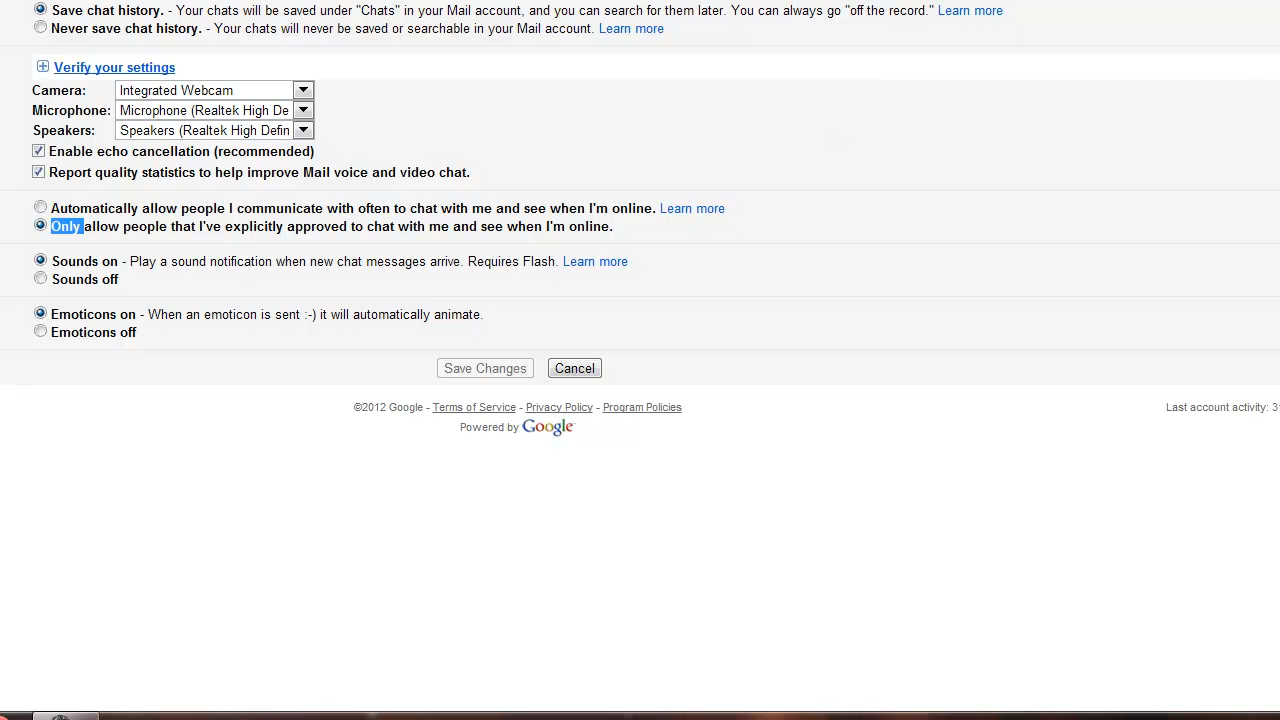 Save chat history. - Your chats will be saved under "Chats" in your Mail account, and you can search for them later. You can always go "off the record." Learn more
Never save chat history. - Your chats will never be saved or searchable in your Mail account. Learn more
Verify your settings
Camera: Integrated Webcam
Microphone: Microphone (Realtek High De
Speakers: Speakers (Realtek High Defin
Enable echo cancellation (recommended)
Report quality statistics to help improve Mail voice and video chat.
Automatically allow people I communicate with often to chat with me and see when I'm online. Learn more
Only allow people that I've explicitly approved to chat with me and see when I'm online.
Sounds on - Play a sound notification when new chat messages arrive. Requires Flash. Learn more
Sounds off
Emoticons on - When an emoticon is sent :-) it will automatically animate.
Emoticons off
Save Changes Cancel
©2012 Google - Terms of Service - Privacy Policy - Program Policies Last account activity: 3
Powered by Google™